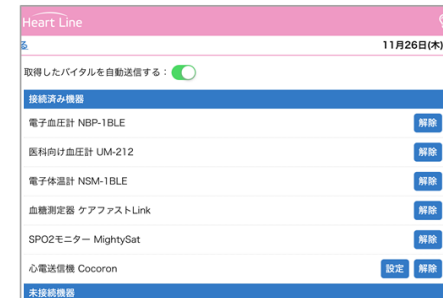 Heart Line
る
11月26日(木)
取得したバイタルを自動送信する：
接続済み機器
電子血圧計 NBP-1BLE
解除
医科向け血圧計 UM-212
解除
電子体温計 NSM-1BLE
解除
血糖測定器 ケアファストLink
解除
SPO2モニター MightySat
解除
心電送信機 Cocoron
設定 解除
未接続機器